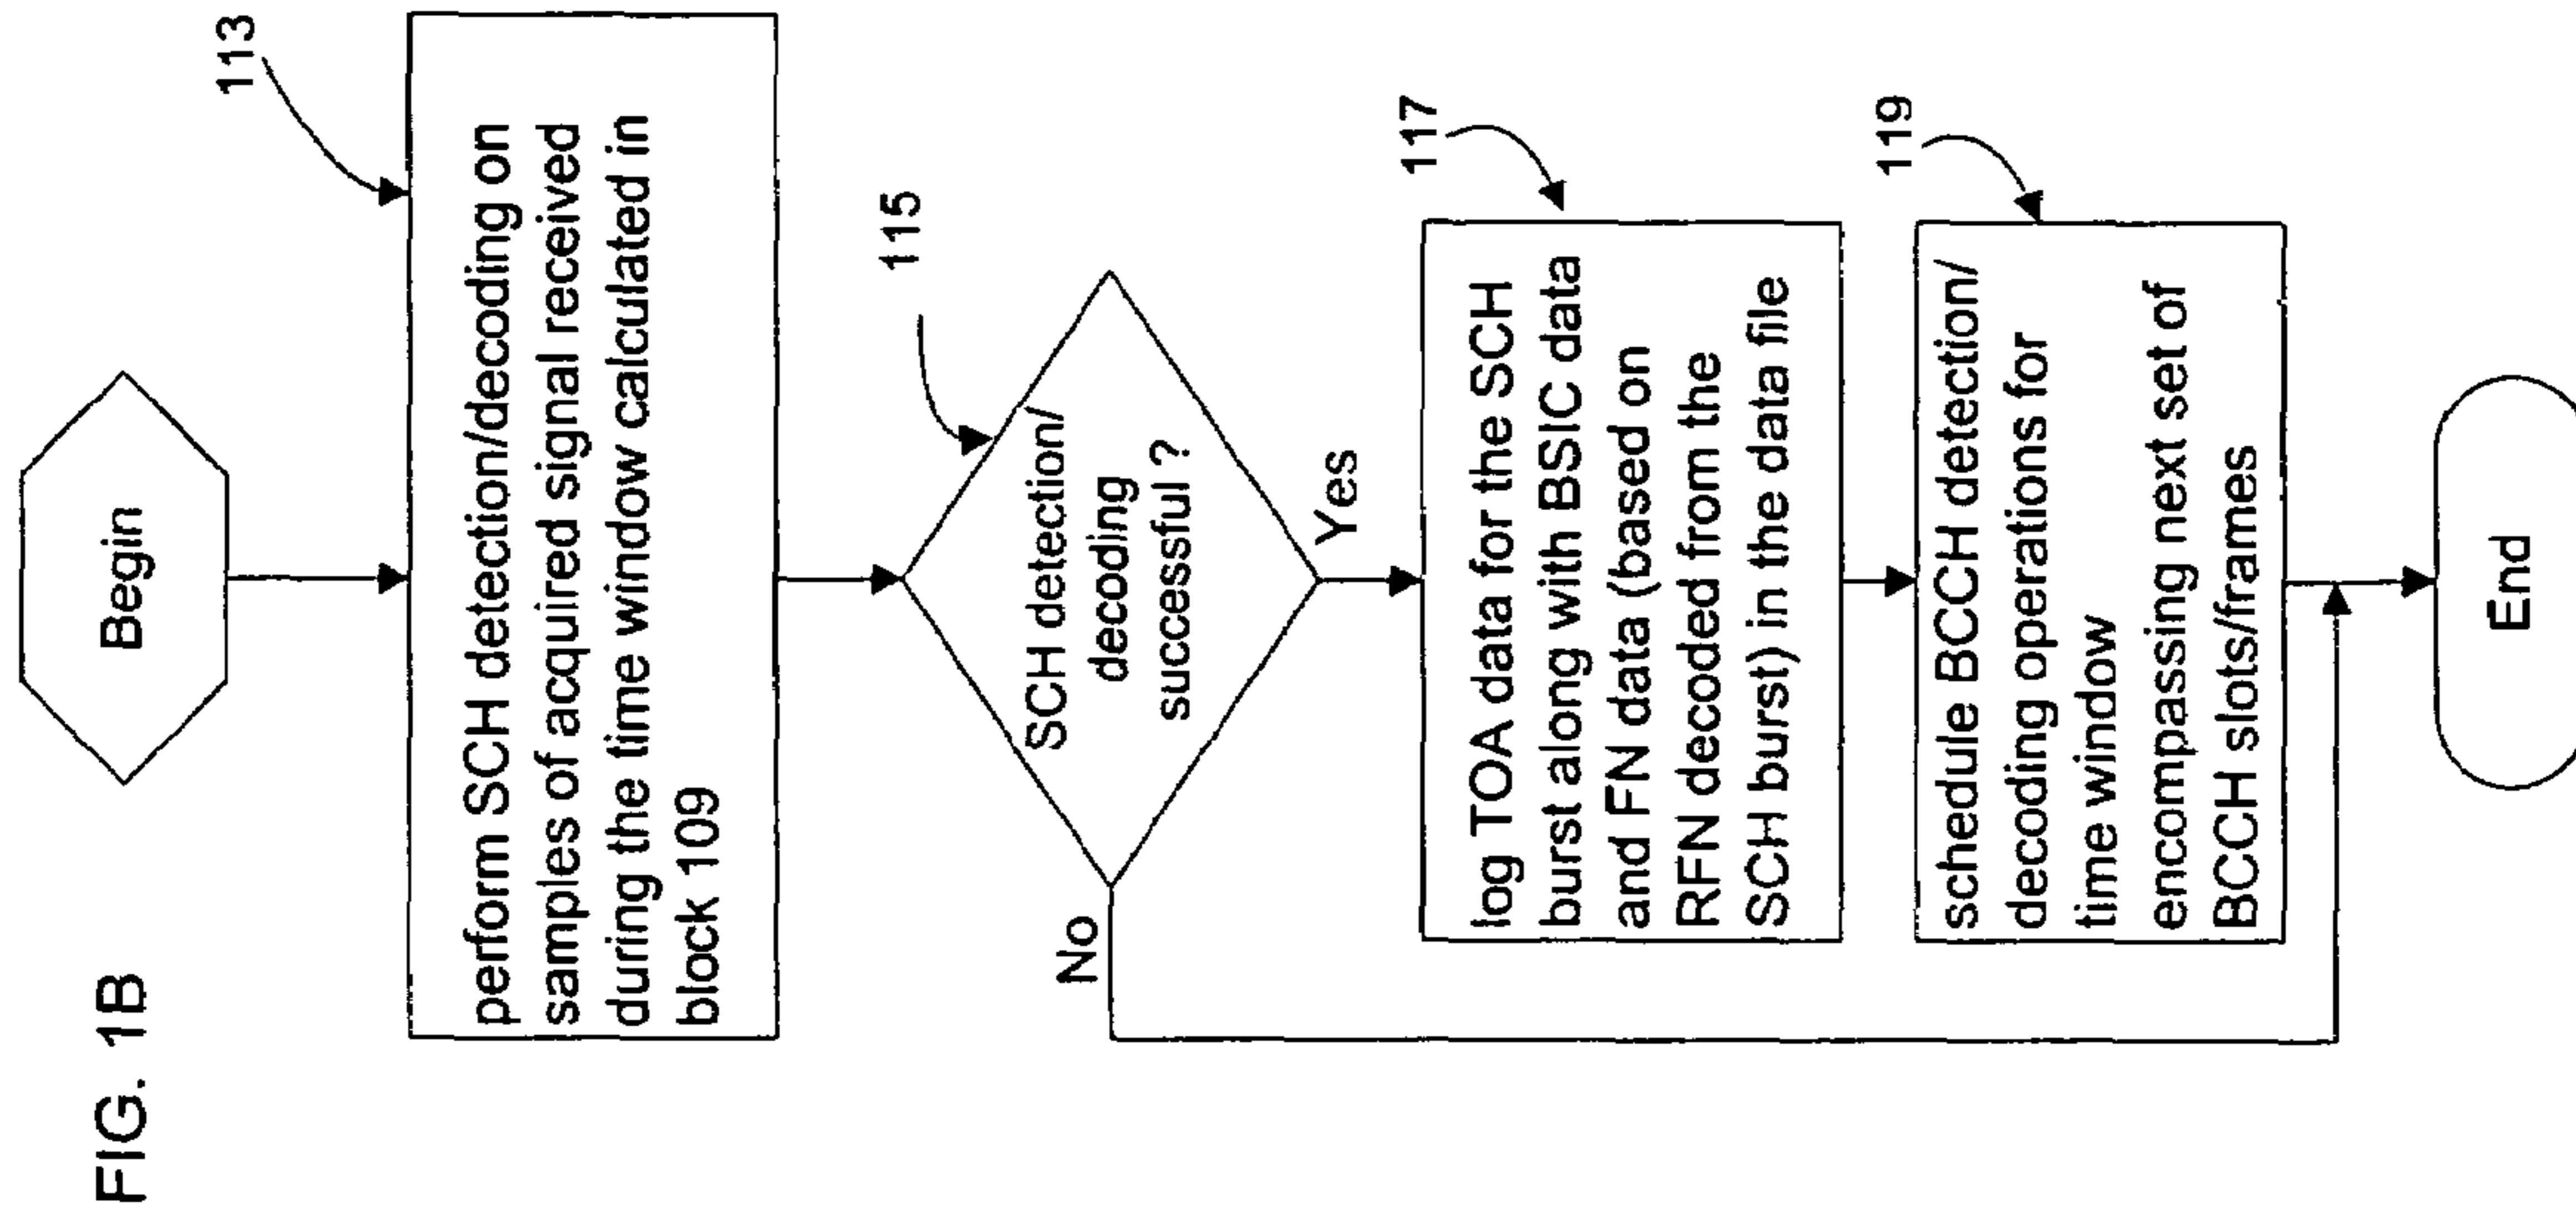 FIG. 1B
Begin
113
perform SCH detection/decoding on
samples of acquired signal received
during the time window calculated in
block 109
115
SCH detection/
decoding
successful ?
No
Yes
117
log TOA data for the SCH
burst along with BSIC data
and FN data (based on
RFN decoded from the
SCH burst) in the data file
119
schedule BCCH detection/
decoding operations for
time window
encompassing next set of
BCCH slots/frames
End